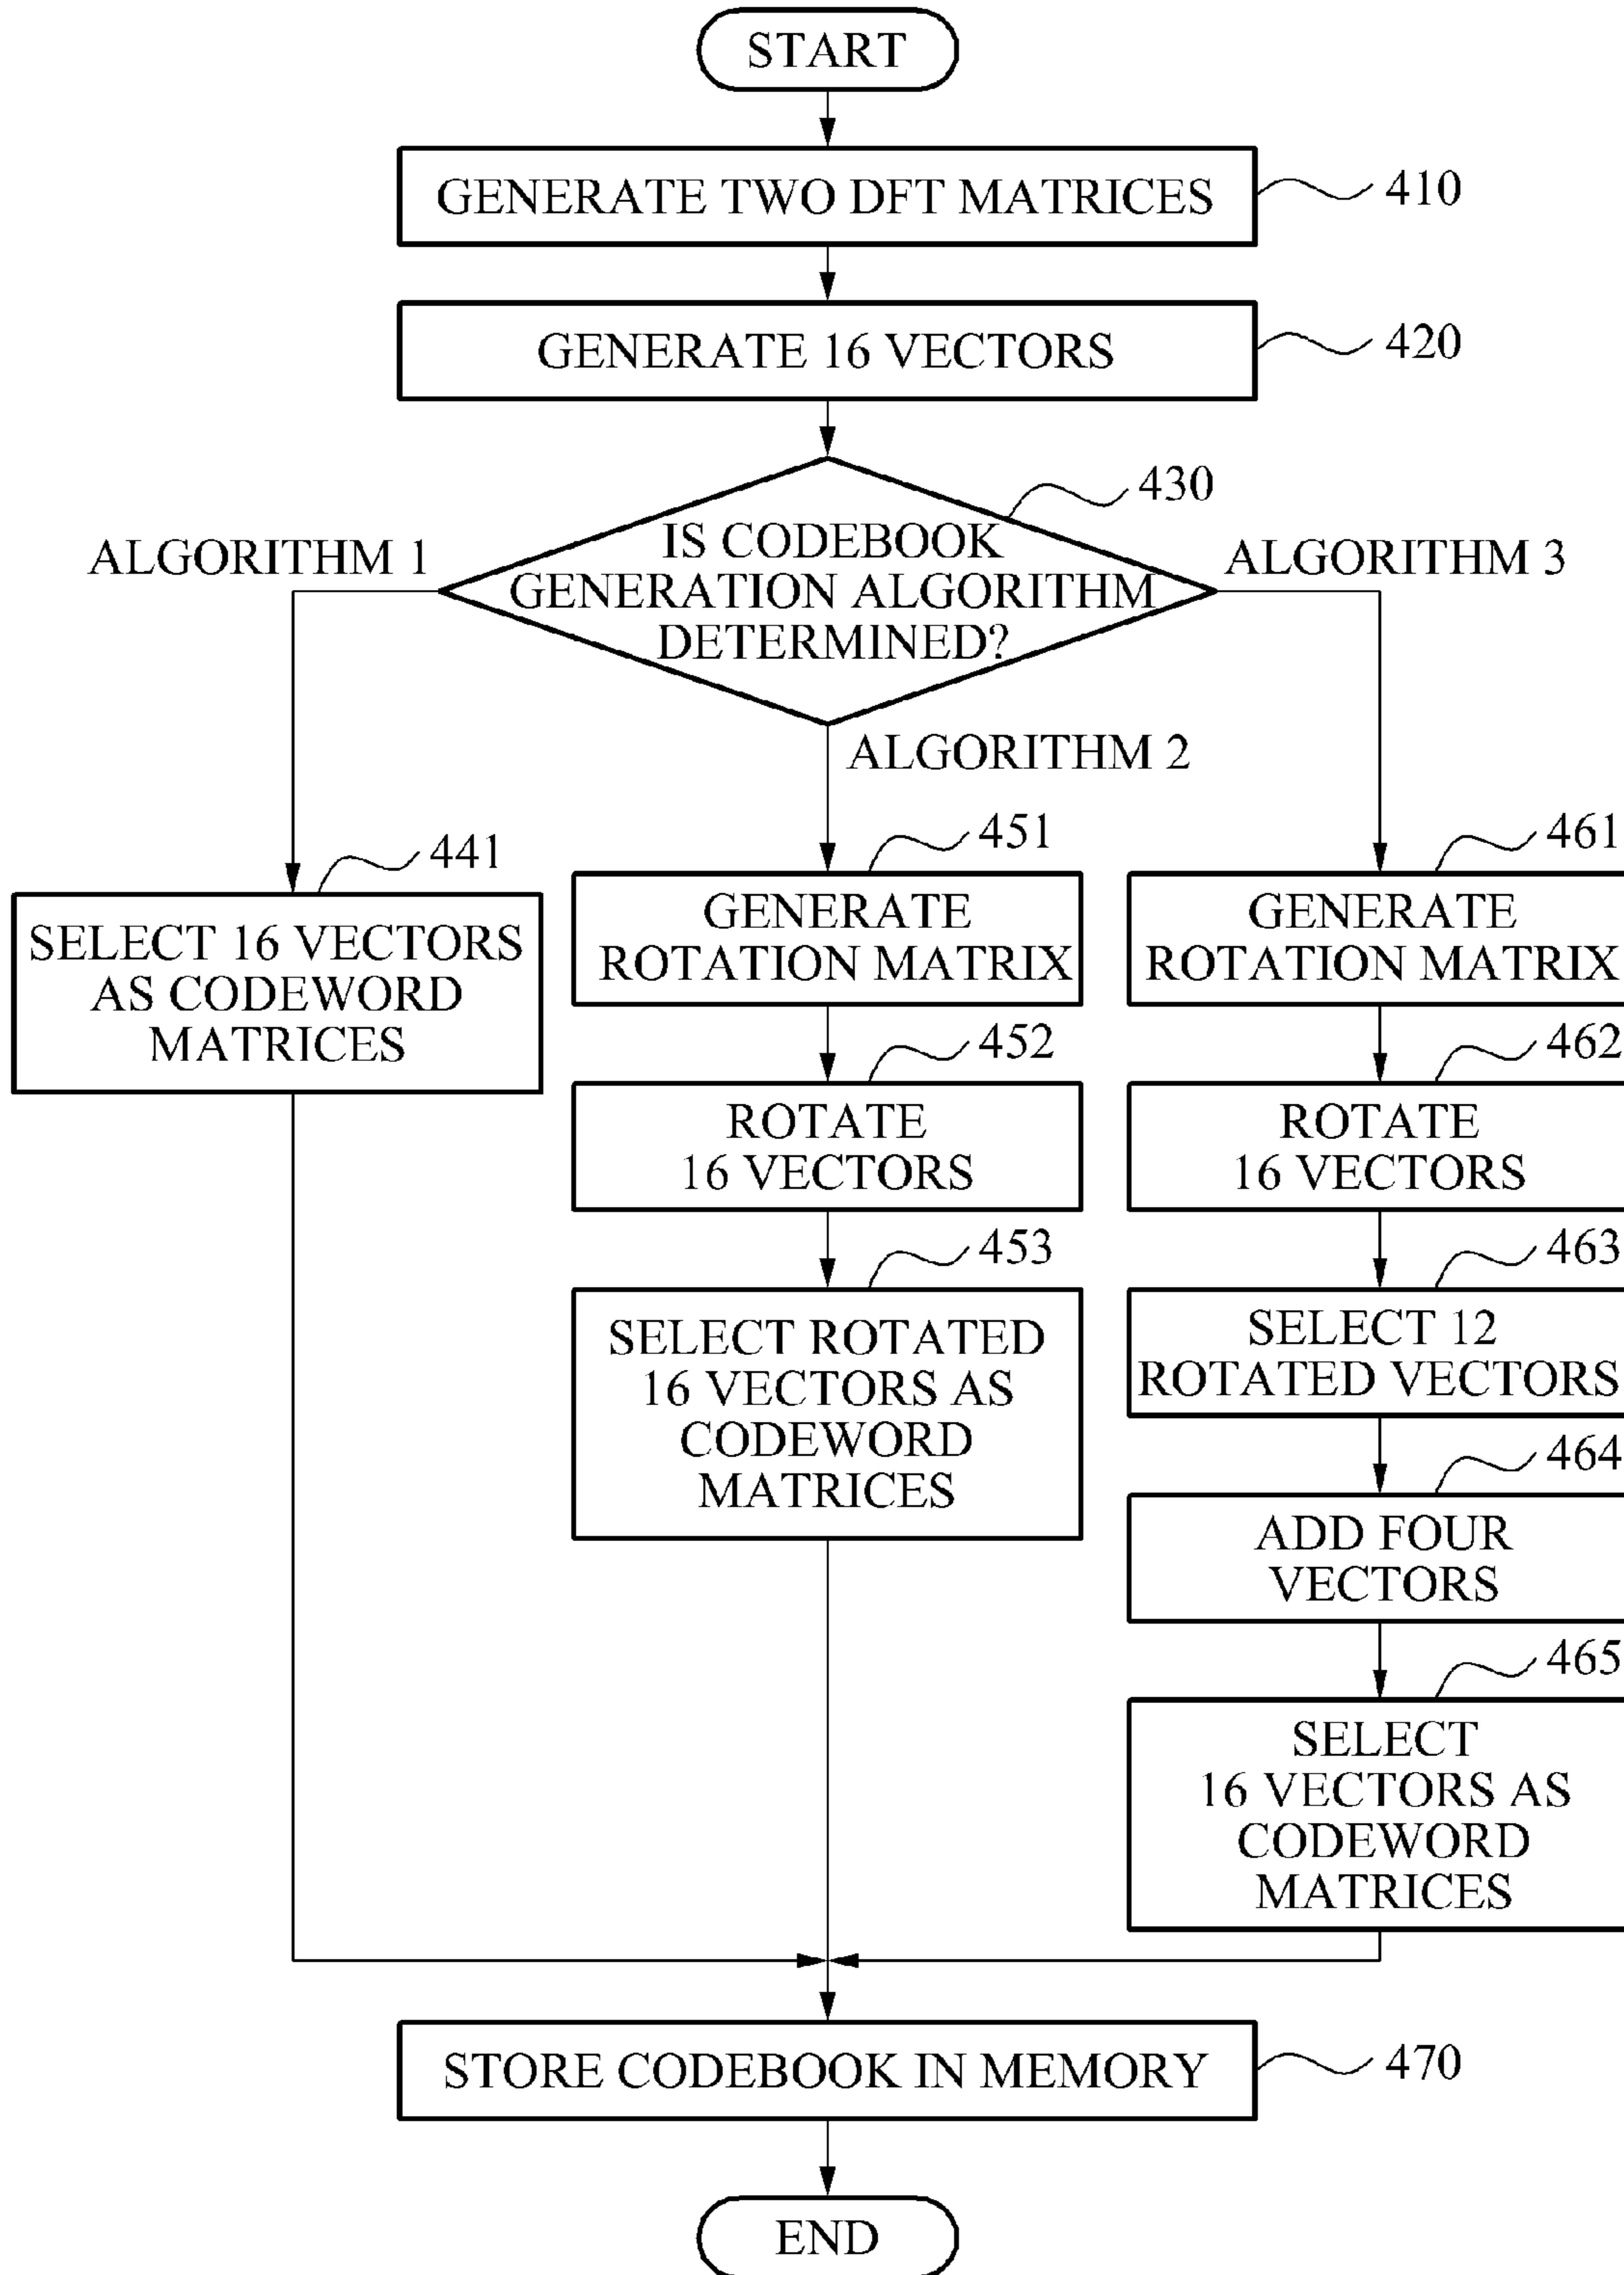 START
GENERATE TWO DFT MATRICES
410
GENERATE 16 VECTORS
420
430
IS CODEBOOK
GENERATION ALGORITHM
DETERMINED?
ALGORITHM 1
ALGORITHM 3
ALGORITHM 2
441
SELECT 16 VECTORS
AS CODEWORD
MATRICES
451
GENERATE
ROTATION MATRIX
452
ROTATE
16 VECTORS
453
SELECT ROTATED
16 VECTORS AS
CODEWORD
MATRICES
461
GENERATE
ROTATION MATRIX
462
ROTATE
16 VECTORS
463
SELECT 12
ROTATED VECTORS
464
ADD FOUR
VECTORS
465
SELECT
16 VECTORS AS
CODEWORD
MATRICES
STORE CODEBOOK IN MEMORY
470
END